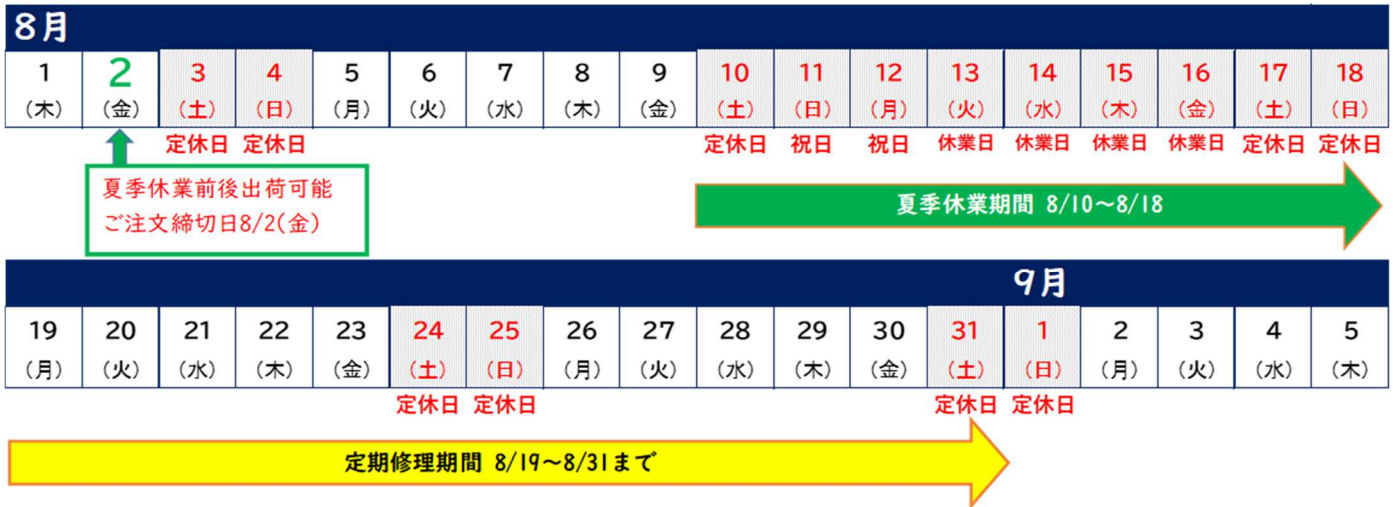 8月
1 2 3 4 5 6 7 8 9 10 11 12 13 14 15 16 17 18
(木) (金) (土) (日) (月) (火) (水) (木) (金) (土) (日) (月) (火) (水) (木) (金) (土) (日)
定休日 定休日 定休日 祝日 祝日 休業日 休業日 休業日 休業日 定休日 定休日
夏季休業前後出荷可能
ご注文締切日8/2(金)
夏季休業期間 8/10～8/18
9月
19 20 21 22 23 24 25 26 27 28 29 30 31 1 2 3 4 5
(月) (火) (水) (木) (金) (土) (日) (月) (火) (水) (木) (金) (土) (日) (月) (火) (水) (木)
定休日 定休日 定休日 定休日
定期修理期間 8/19～8/31まで